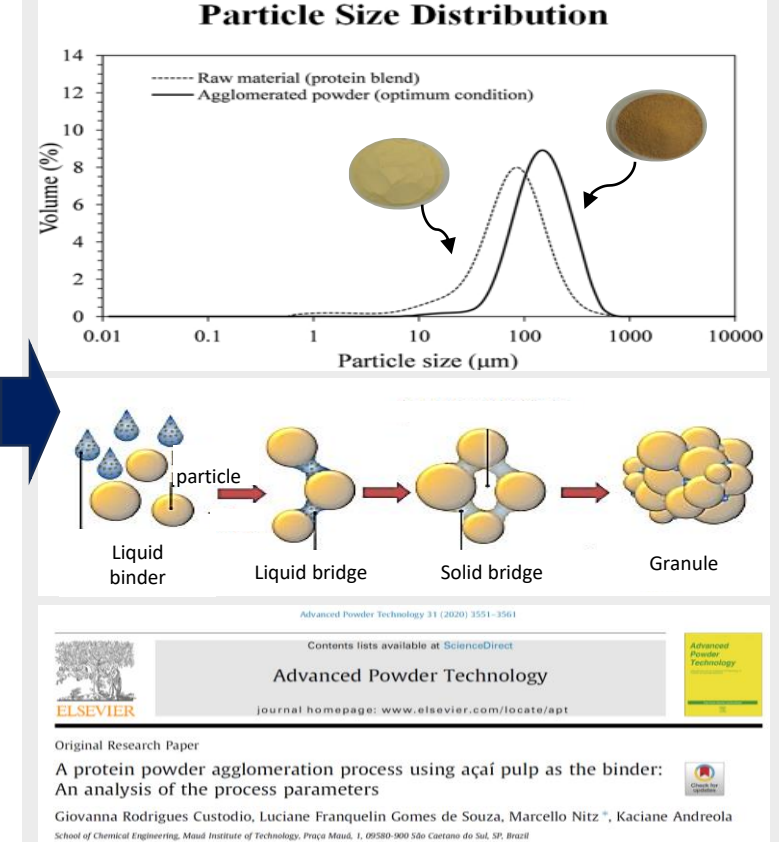 Particle Size Distribution
14
12
10
8
6
4
2
0
Volume (%)
Raw material (protein blend)
Agglomerated powder (optimum condition)
0.01 0.1 1 10 100 1000 10000
Particle size (µm)
particle
Liquid
binder
Liquid bridge
Solid bridge
Granule
Advanced Powder Technology 31 (2020) 3551–3561
Contents lists available at ScienceDirect
Advanced Powder Technology
journal homepage: www.elsevier.com/locate/apt
ELSEVIER
Advanced
Powder
Technology
Original Research Paper
A protein powder agglomeration process using açaí pulp as the binder:
An analysis of the process parameters
Check for
updates
Giovanna Rodrigues Custodio, Luciane Franquelin Gomes de Souza, Marcello Nitz *, Kaciane Andreola
School of Chemical Engineering, Mauá Institute of Technology, Praça Mauá, 1, 09580-900 São Caetano do Sul, SP, Brazil